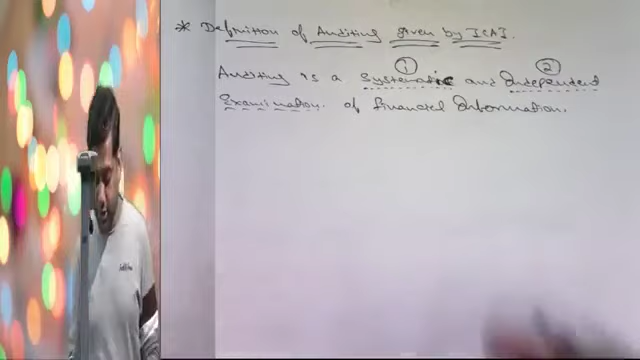 * Definition of Auditing given by ICAI.
① ②
Auditing is a systematic and Independent
Examination of financial Information.